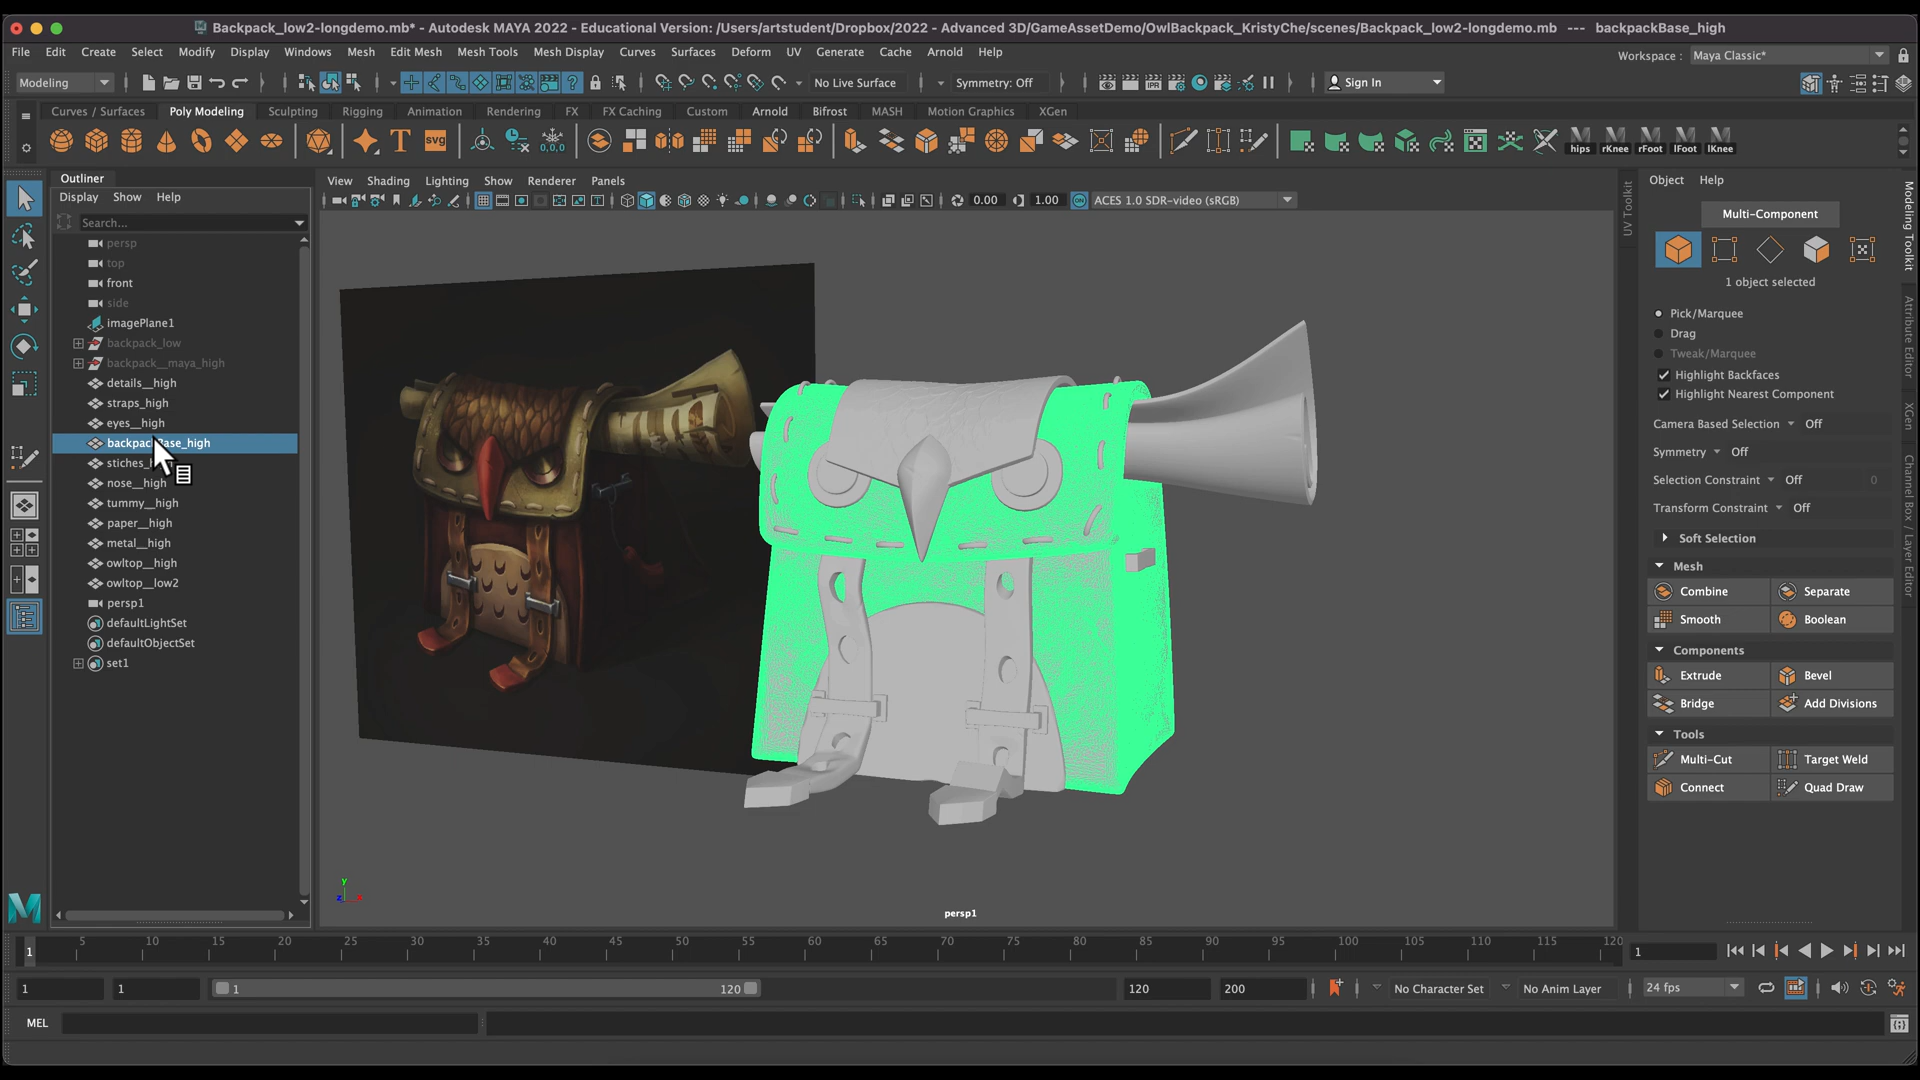 Backpack_low2-longdemo.mb* - Autodesk MAYA 2022 - Educational Version: /Users/artstudent/Dropbox/2022 - Advanced 3D/GameAssetDemo/OwlBackpack_KristyChe/scenes/Backpack_low2-longdemo.mb --- backpackBase_high
File Edit Create Select Modify Display Windows Mesh Edit Mesh Mesh Tools Mesh Display Curves Surfaces Deform UV Generate Cache Arnold Help
Workspace : Maya Classic*
Modeling No Live Surface Symmetry: Off IPR Sign In
Curves / Surfaces Poly Modeling Sculpting Rigging Animation Rendering FX FX Caching Custom Arnold Bifrost MASH Motion Graphics XGen
T svg 0,0,0 hips rKnee rFoot lFoot lKnee
Outliner
Display Show Help
Search...
persp
top
front
side
imagePlane1
backpack_low
backpack__maya_high
details__high
straps_high
eyes__high
backpackBase_high
stiches_
nose__high
tummy__high
paper__high
metal__high
owltop__high
owltop__low2
persp1
defaultLightSet
defaultObjectSet
set1
View Shading Lighting Show Renderer Panels
0.00 1.00 ON ACES 1.0 SDR-video (sRGB)
y
z x
persp1
UV Toolkit
Object Help
Multi-Component
1 object selected
Pick/Marquee
Drag
Tweak/Marquee
Highlight Backfaces
Highlight Nearest Component
Camera Based Selection Off
Symmetry Off
Selection Constraint Off 0
Transform Constraint Off
Soft Selection
Mesh
Combine Separate
Smooth Boolean
Components
Extrude Bevel
Bridge Add Divisions
Tools
Multi-Cut Target Weld
Connect Quad Draw
Modeling Toolkit
Attribute Editor
XGen
Channel Box / Layer Editor
1 5 10 15 20 25 30 35 40 45 50 55 60 65 70 75 80 85 90 95 100 105 110 115 120
1
1 1 1 120 120 200 No Character Set No Anim Layer 24 fps
MEL